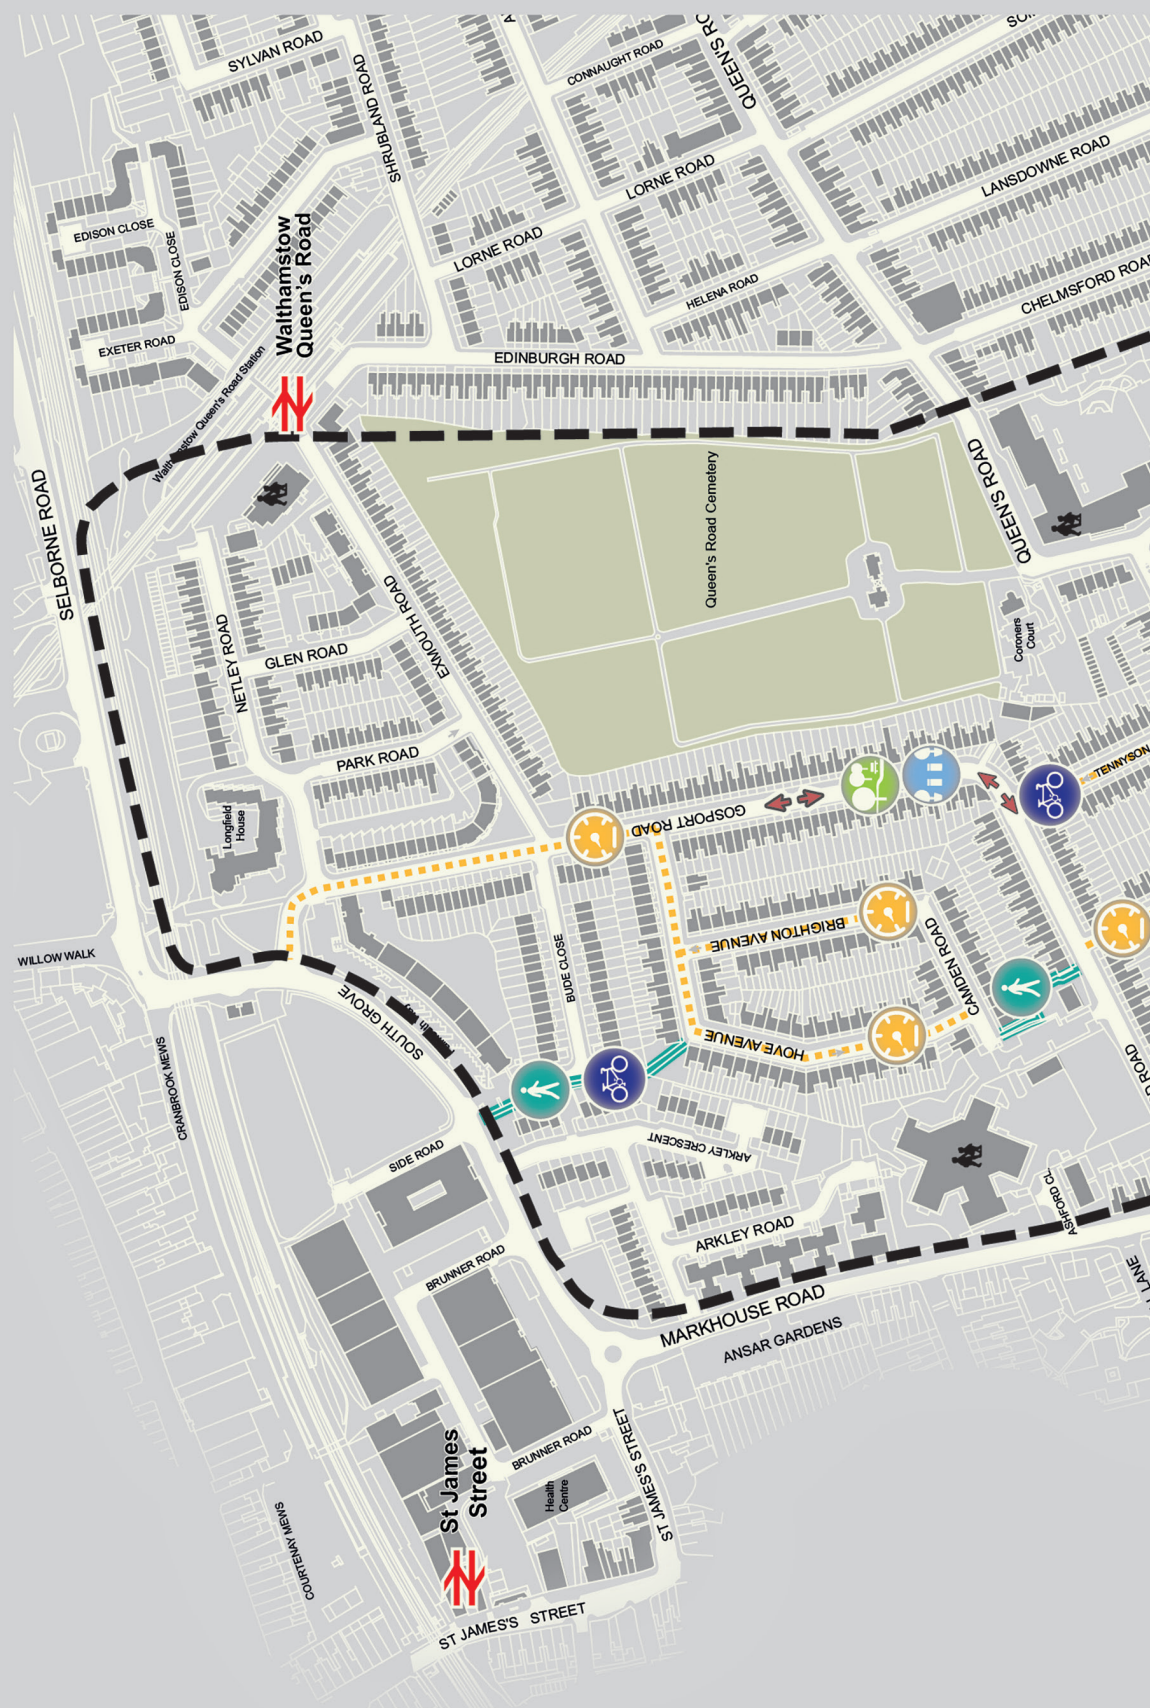 SYLVAN ROAD
SHRUBLAND ROAD
CONNAUGHT ROAD
QUEEN'S RO
LORNE ROAD
LANSDOWNE ROAD
EDISON CLOSE
EDISON CLOSE
Walthamstow
Queen's Road
LORNE ROAD
HELENA ROAD
CHELMSFORD ROA
EXETER ROAD
EDINBURGH ROAD
Walthamstow Queen's Road Station
SELBORNE ROAD
Queen's Road Cemetery
QUEEN'S ROAD
EXMOUTH ROAD
NETLEY ROAD
GLEN ROAD
Coroners
Court
PARK ROAD
TENNYSON
Longfield
House
GOSPORT ROAD
BRIGHTON AVENUE
CAMDEN ROAD
WILLOW WALK
BUDE CLOSE
SOUTH GROVE
HOVE AVENUE
CRANBROOK MEWS
SIDE ROAD
ARKLEY CRESCENT
ASHFORD CL.
ARKLEY ROAD
BRUNNER ROAD
LANE
MARKHOUSE ROAD
ANSAR GARDENS
St James
Street
BRUNNER ROAD
ST JAMES'S STREET
Health
Centre
COURTENAY MEWS
ST JAMES'S STREET